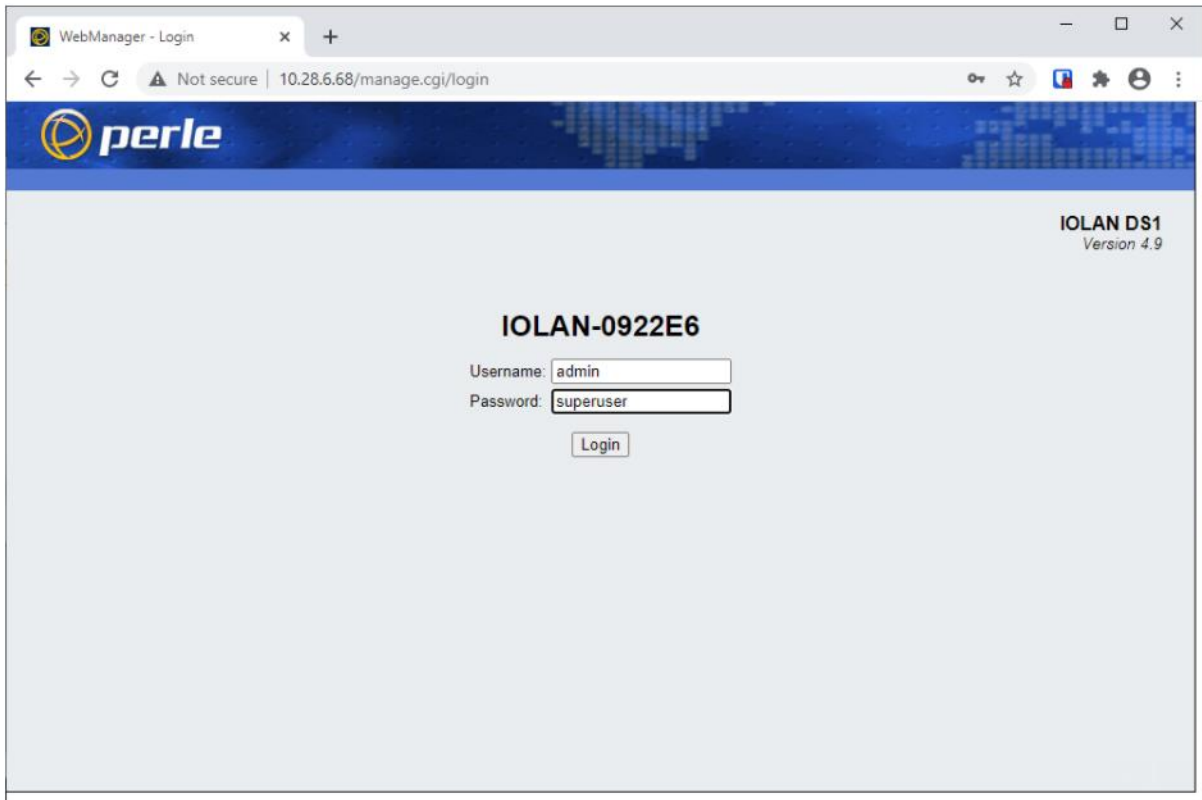 WebManager - Login
Not secure | 10.28.6.68/manage.cgi/login
perle
IOLAN DS1
Version 4.9
IOLAN-0922E6
Username: admin
Password: superuser
Login